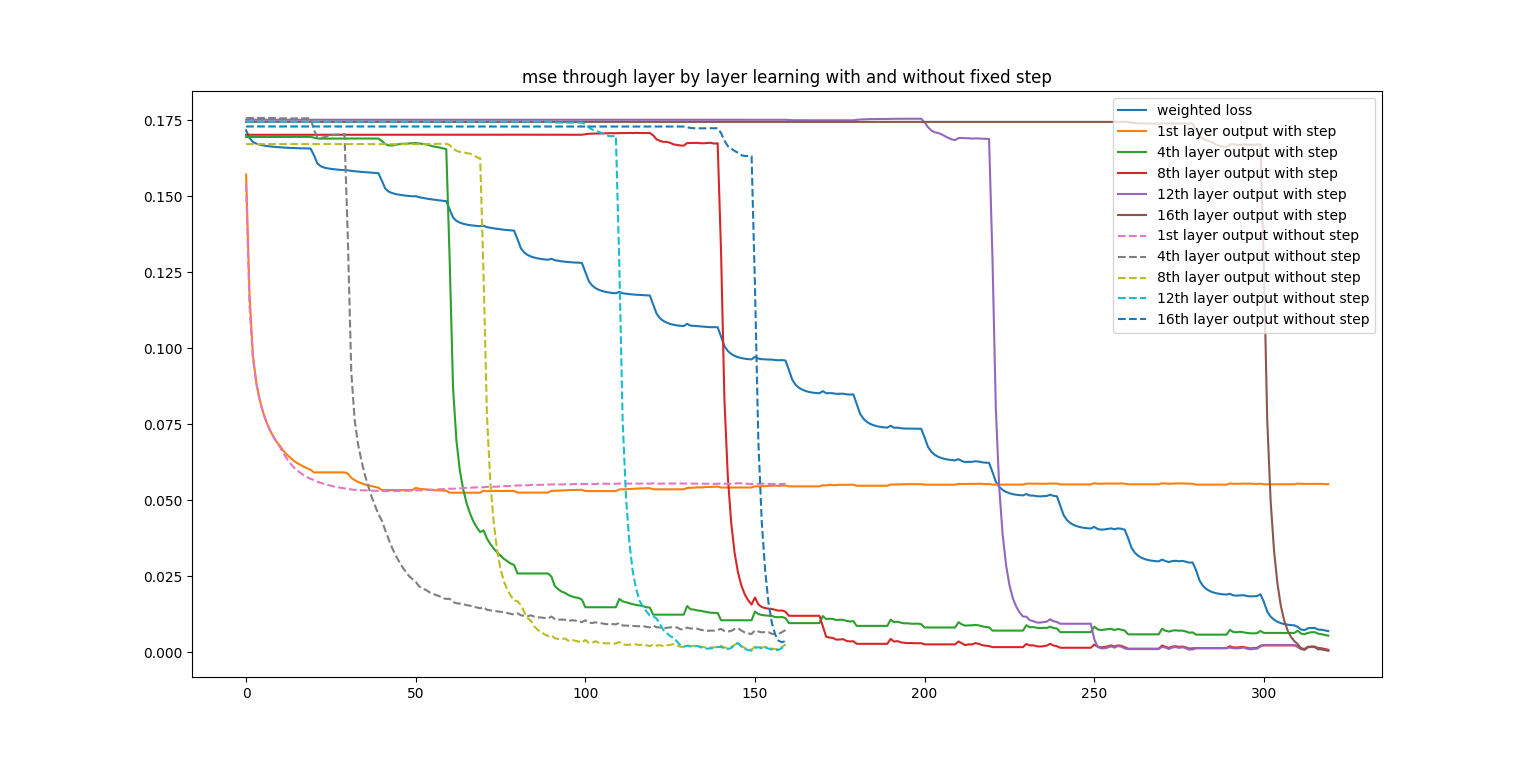 mse through layer by layer learning with and without fixed step
weighted loss
1st layer output with step
4th layer output with step
8th layer output with step
12th layer output with step
16th layer output with step
1st layer output without step
4th layer output without step
8th layer output without step
12th layer output without step
16th layer output without step
0.175
0.150
0.125
0.100
0.075
0.050
0.025
0.000
0 50 100 150 200 250 300